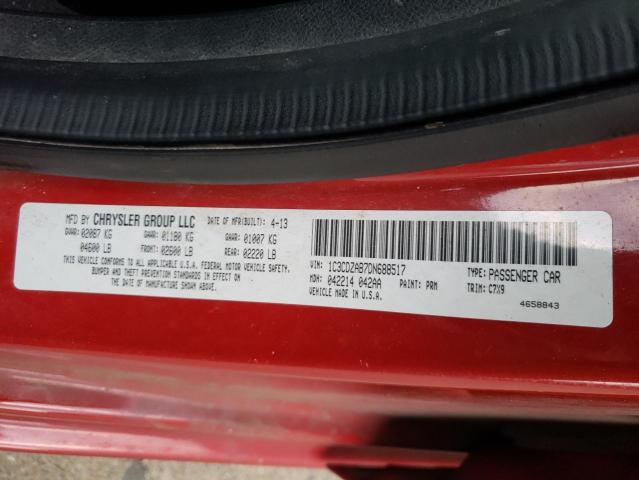 MFD BY CHRYSLER GROUP LLC DATE OF MFR(BUILT): 4-13
GVWR:02087 KG GAWR:01180 KG GAWR:01007 KG
04600 LB FRONT:02600 LB REAR:02220 LB
THIS VEHICLE CONFORMS TO ALL APPLICABLE U.S.A. FEDERAL MOTOR VEHICLE SAFETY,
BUMPER AND THEFT PREVENTION STANDARDS IN EFFECT ON
THE DATE OF MANUFACTURE SHOWN ABOVE.
VIN: 1C3CDZAB7DN688517 TYPE: PASSENGER CAR
MDH: 042214 042AA PAINT: PRM TRIM: C7X9
VEHICLE MADE IN U.S.A. 4658843